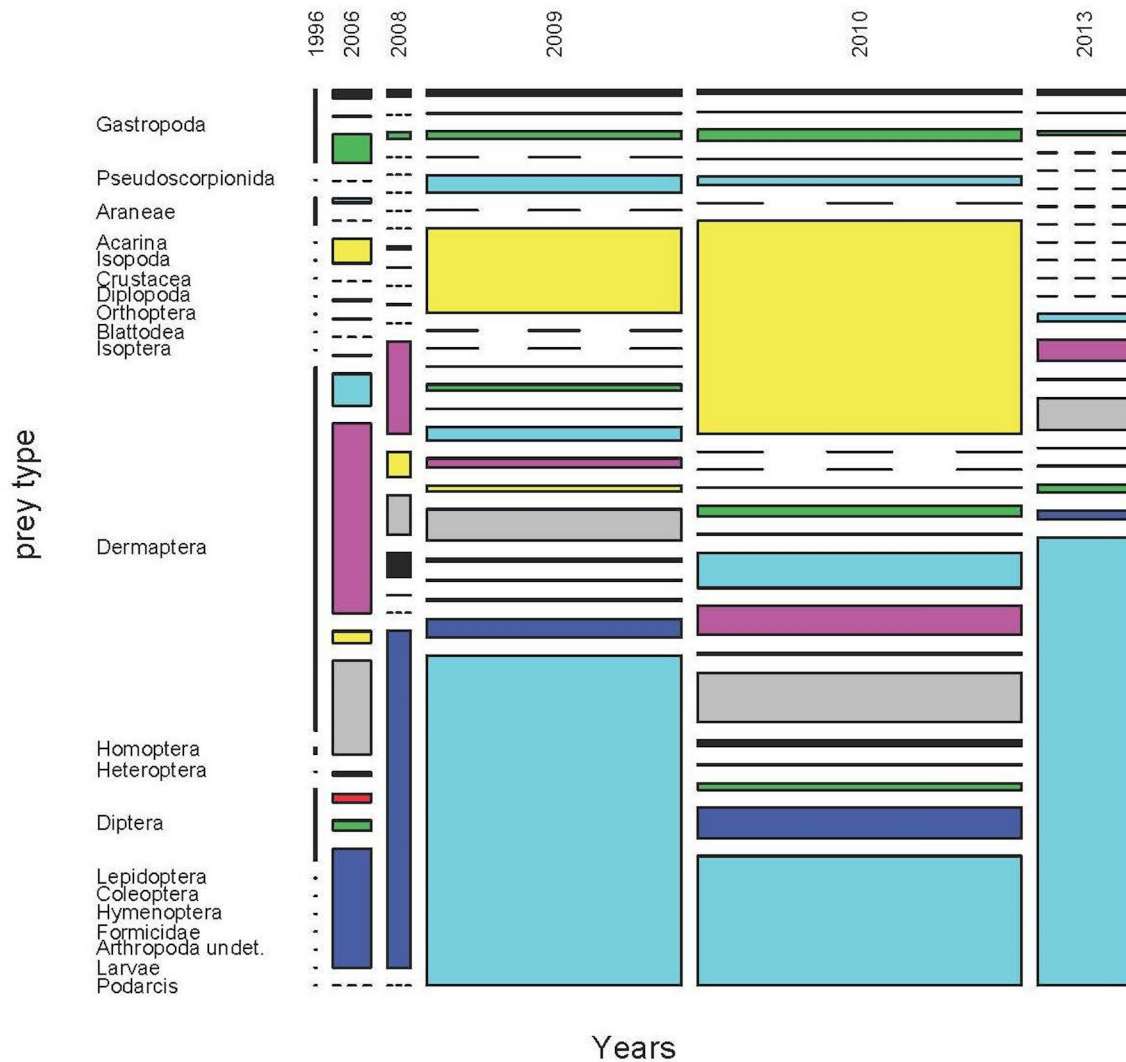 1996
2006
2008
2009
2010
2013
Gastropoda
Pseudoscorpionida
Araneae
Acarina
Isopoda
Crustacea
Diplopoda
Orthoptera
Blattodea
Isoptera
prey type
Dermaptera
Homoptera
Heteroptera
Diptera
Lepidoptera
Coleoptera
Hymenoptera
Formicidae
Arthropoda undet.
Larvae
Podarcis
Years